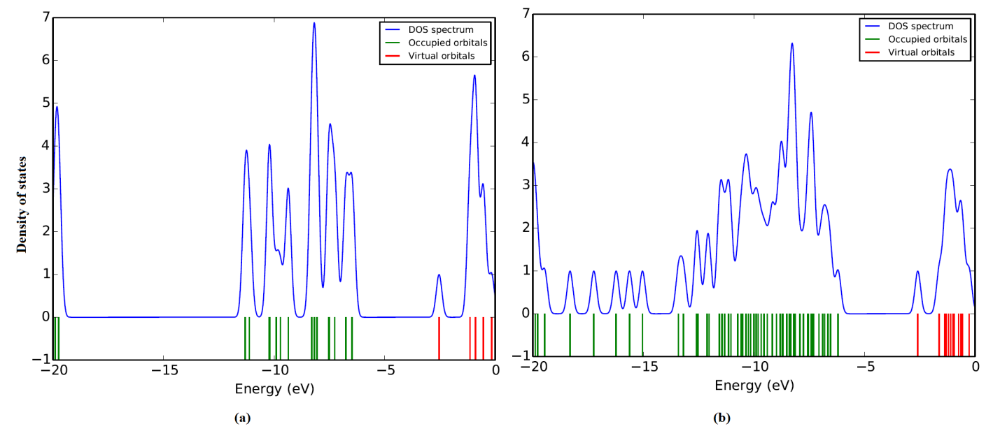 7
6
5
4
3
2
1
0
−1
Density of states
DOS spectrum
Occupied orbitals
Virtual orbitals
−20
−15
−10
−5
0
Energy (eV)
(a)
7
6
5
4
3
2
1
0
−1
DOS spectrum
Occupied orbitals
Virtual orbitals
−20
−15
−10
−5
0
Energy (eV)
(b)